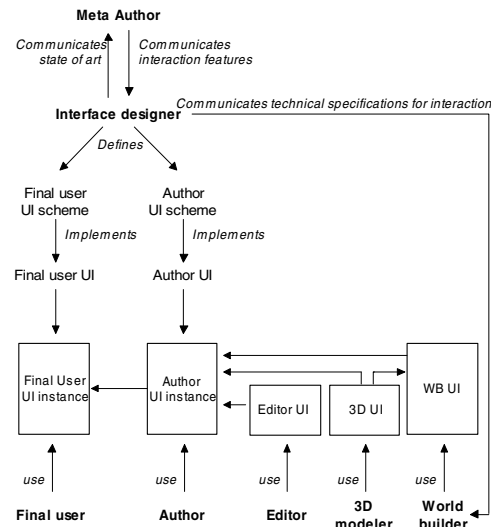 Meta Author
Communicates
state of art
Communicates
interaction features
Interface designer
Communicates technical specifications for interaction
Defines
Final user
UI scheme
Author
UI scheme
Implements
Implements
Final user UI
Author UI
Final User
UI instance
Author
UI instance
Editor UI
3D UI
WB UI
use
use
use
use
use
Final user
Author
Editor
3D
modeler
World
builder